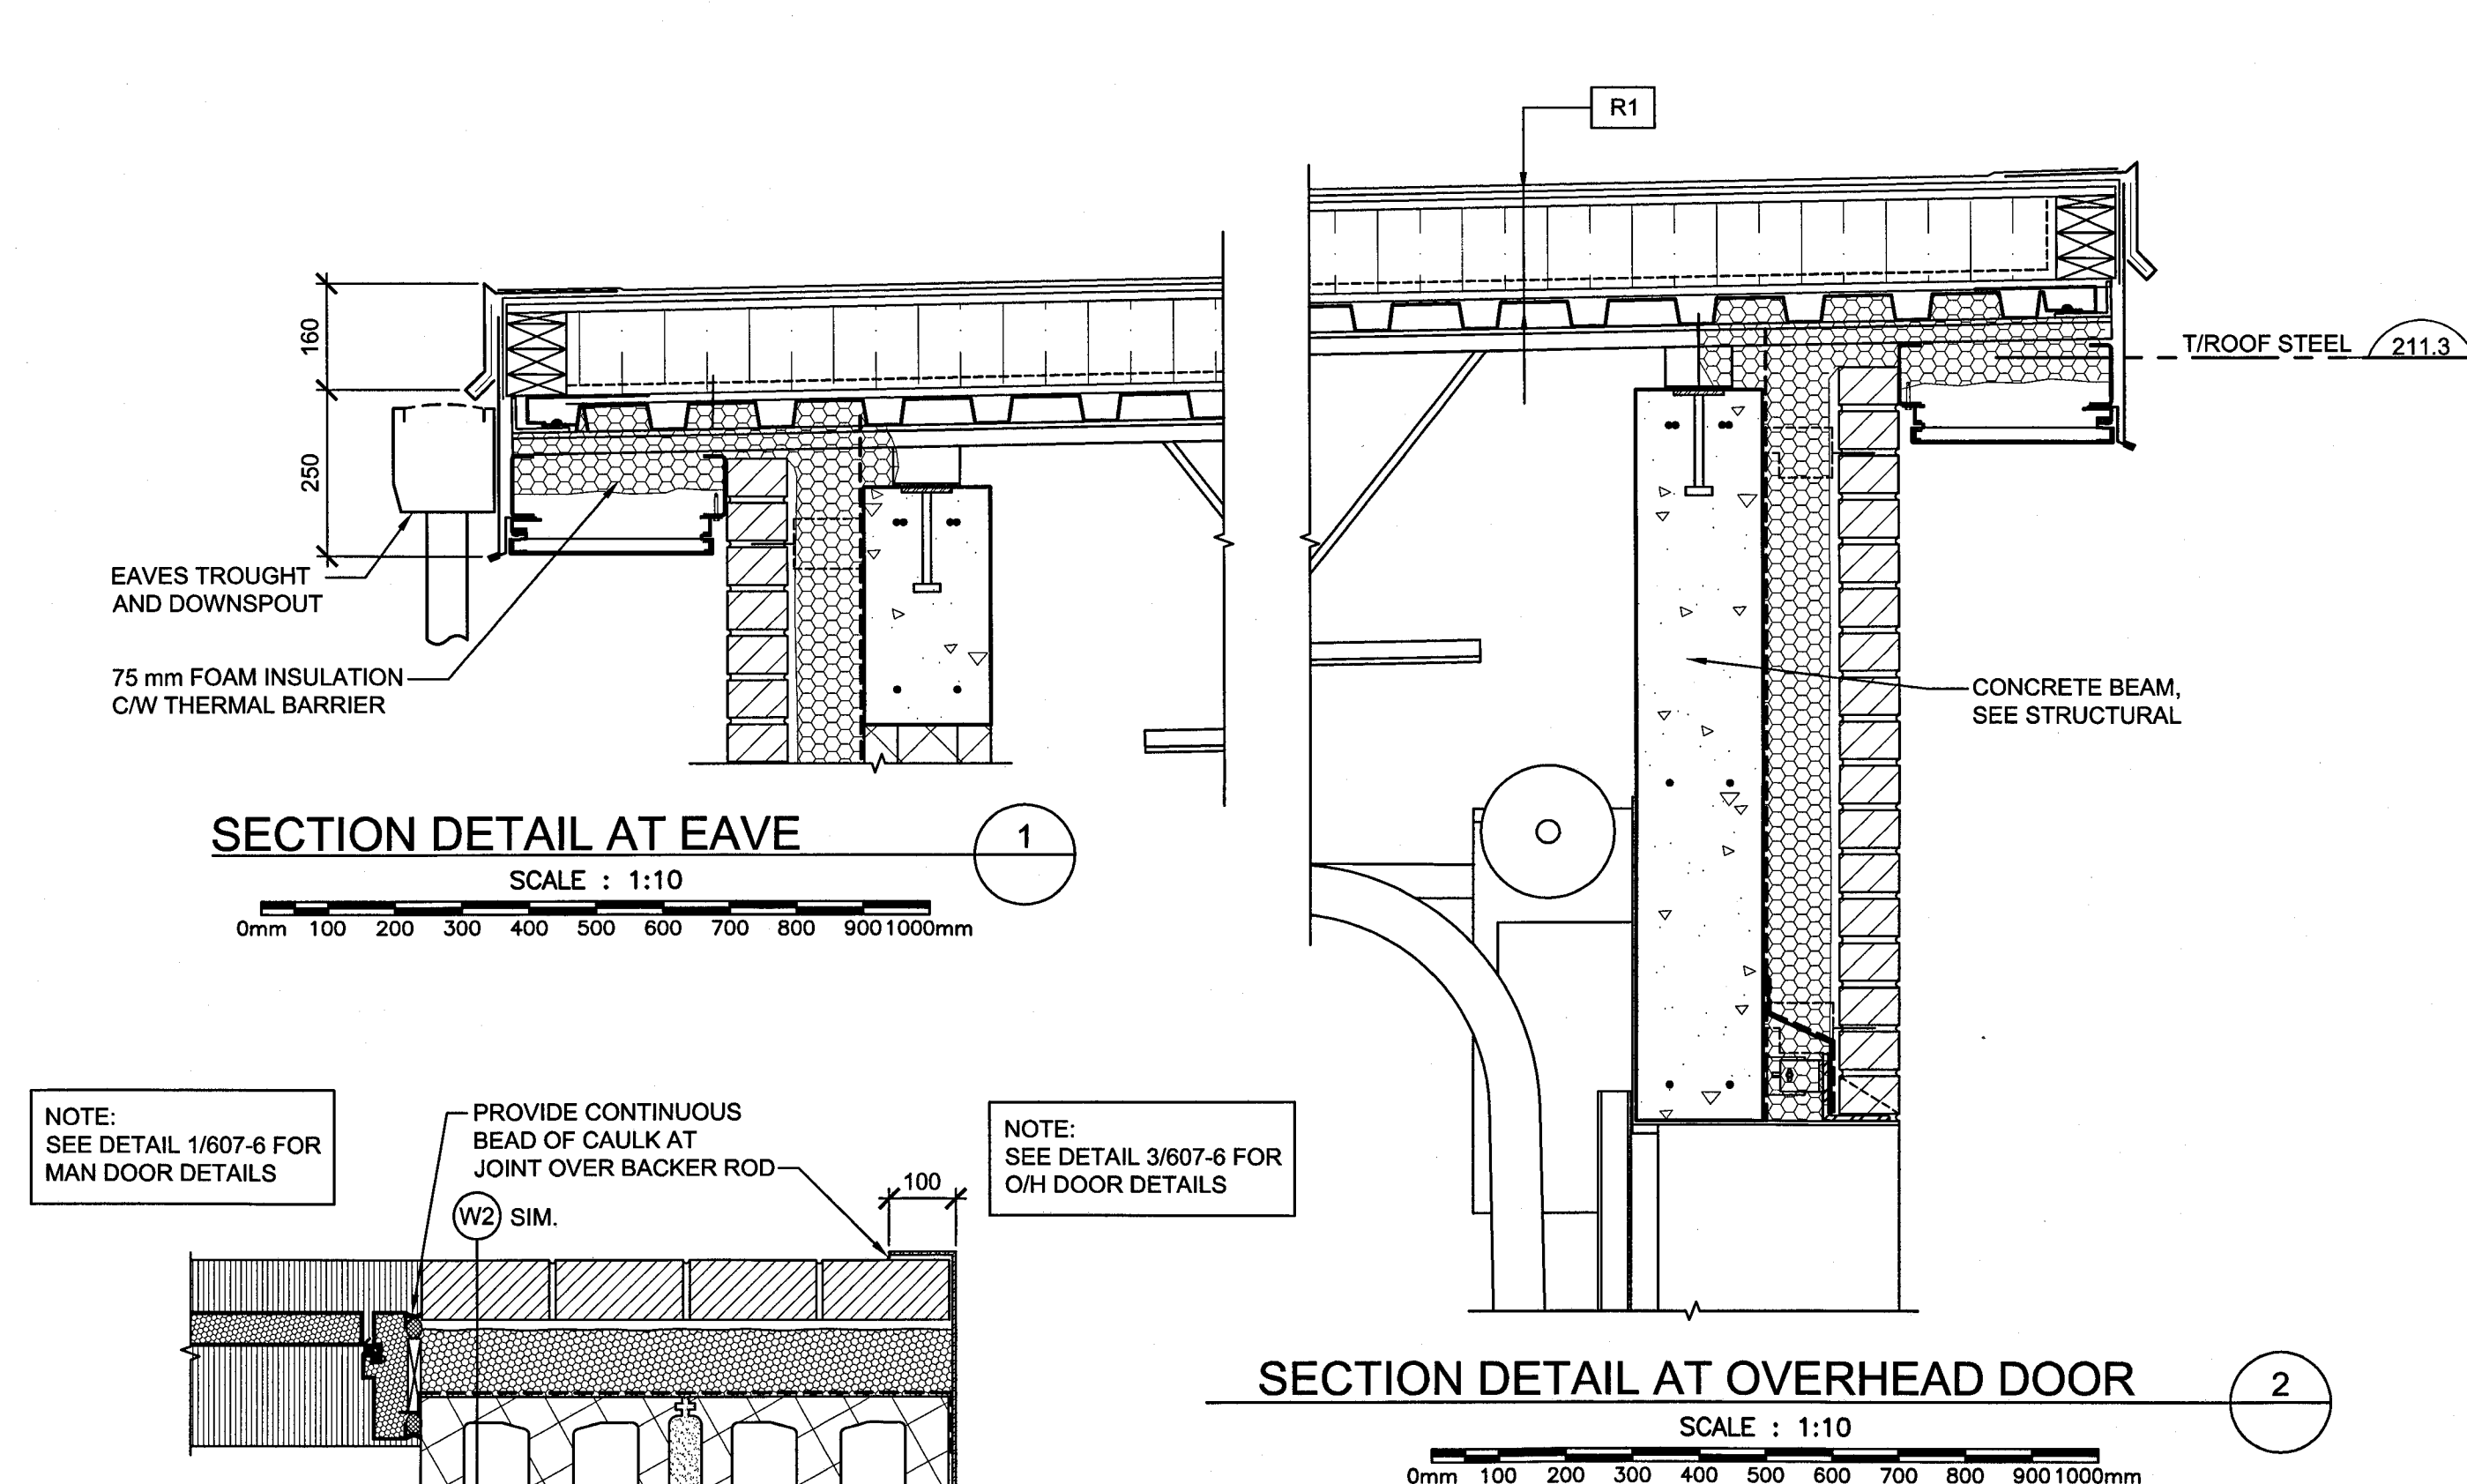 R1
T/ROOF STEEL 211.3
160
250
EAVES TROUGHT
AND DOWNSPOUT
75 mm FOAM INSULATION
C/W THERMAL BARRIER
CONCRETE BEAM,
SEE STRUCTURAL
SECTION DETAIL AT EAVE 1
SCALE : 1:10
0mm 100 200 300 400 500 600 700 800 900 1000mm
NOTE:
SEE DETAIL 1/607-6 FOR
MAN DOOR DETAILS
PROVIDE CONTINUOUS
BEAD OF CAULK AT
JOINT OVER BACKER ROD
W2 SIM.
100
NOTE:
SEE DETAIL 3/607-6 FOR
O/H DOOR DETAILS
SECTION DETAIL AT OVERHEAD DOOR 2
SCALE : 1:10
0mm 100 200 300 400 500 600 700 800 900 1000mm